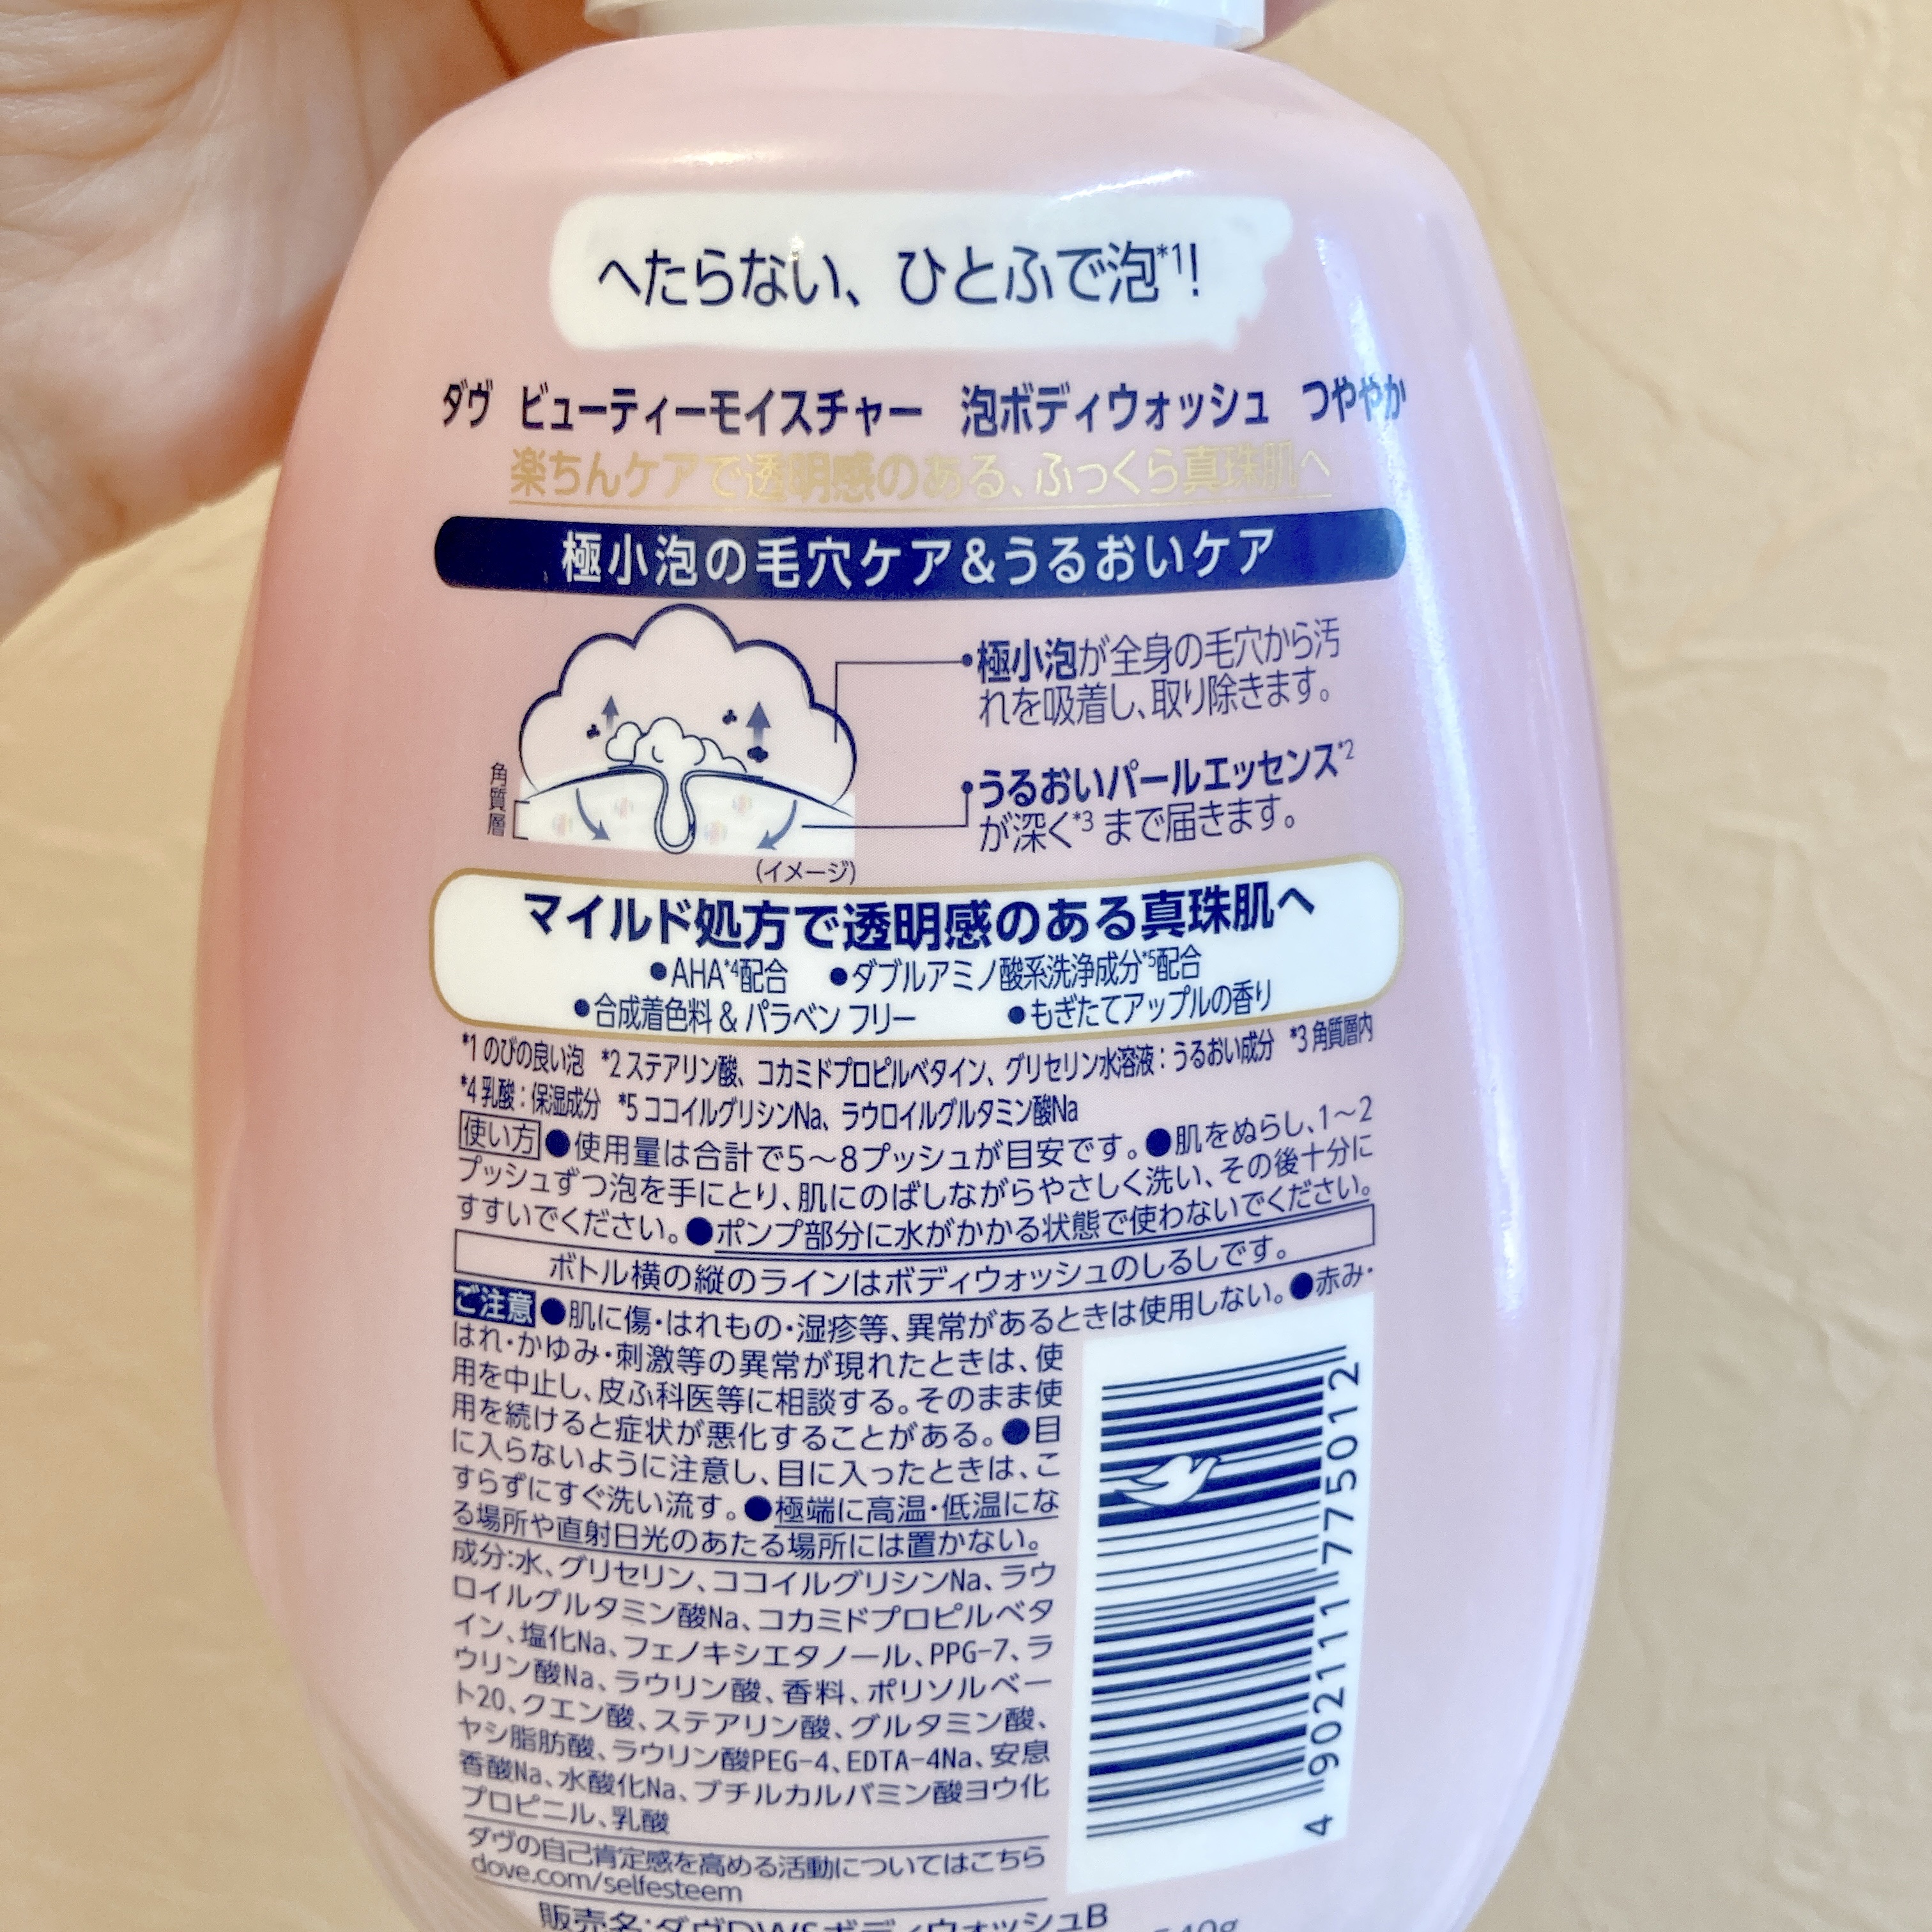 へたらない、ひとふで泡*1!
ダヴ ビューティーモイスチャー 泡ボディウォッシュ つややか
楽ちんケアで透明感のある、ふっくら真珠肌へ
極小泡の毛穴ケア&うるおいケア
•極小泡が全身の毛穴から汚
れを吸着し、取り除きます。
•うるおいパールエッセンス*2
が深く*3 まで届きます。
角質層
(イメージ)
マイルド処方で透明感のある真珠肌へ
●AHA*4配合 ●ダブルアミノ酸系洗浄成分*5配合
●合成着色料 & パラベン フリー ●もぎたてアップルの香り
*1 のびの良い泡 *2 ステアリン酸、コカミドプロピルベタイン、グリセリン水溶液:うるおい成分 *3 角質層内
*4 乳酸:保湿成分 *5 ココイルグリシンNa、ラウロイルグルタミン酸Na
使い方●使用量は合計で5~8プッシュが目安です。●肌をぬらし、1~2
プッシュずつ泡を手にとり、肌にのばしながらやさしく洗い、その後十分に
すすいでください。●ポンプ部分に水がかかる状態で使わないでください。
ボトル横の縦のラインはボディウォッシュのしるしです。
ご注意●肌に傷・はれもの・湿疹等、異常があるときは使用しない。●赤み・
はれ・かゆみ・刺激等の異常が現れたときは、使
用を中止し、皮ふ科医等に相談する。そのまま使
用を続けると症状が悪化することがある。●目
に入らないように注意し、目に入ったときは、こ
すらずにすぐ洗い流す。●極端に高温・低温にな
る場所や直射日光のあたる場所には置かない。
成分:水、グリセリン、ココイルグリシンNa、ラウ
ロイルグルタミン酸Na、コカミドプロピルベタ
イン、塩化Na、フェノキシエタノール、PPG-7、ラ
ウリン酸Na、ラウリン酸、香料、ポリソルベー
ト20、クエン酸、ステアリン酸、グルタミン酸、
ヤシ脂肪酸、ラウリン酸PEG-4、EDTA-4Na、安息
香酸Na、水酸化Na、ブチルカルバミン酸ヨウ化
プロピニル、乳酸
ダヴの自己肯定感を高める活動についてはこちら
dove.com/selfesteem
4 902111 775012
販売名:ダヴDWSボディウォッシュB